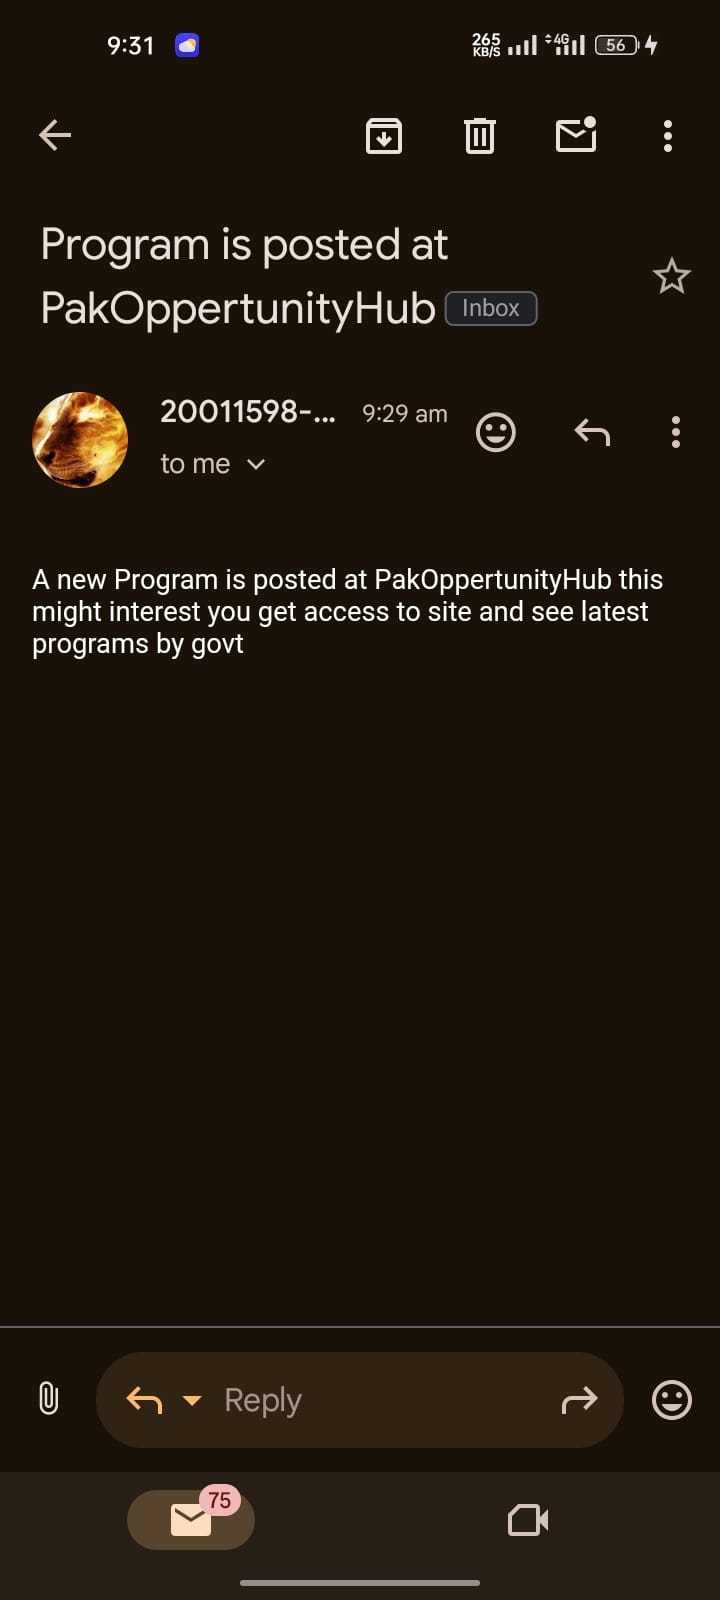 9:31
265
KB/S
4G
56
Program is posted at
PakOppertunityHub Inbox
20011598-... 9:29 am
to me
A new Program is posted at PakOppertunityHub this
might interest you get access to site and see latest
programs by govt
Reply
75